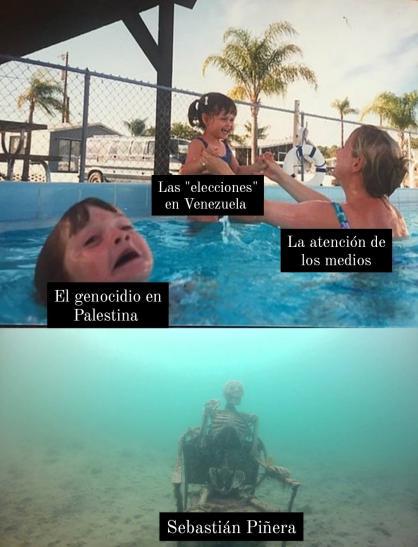 Las "elecciones"
en Venezuela
La atención de
los medios
El genocidio en
Palestina
Sebastián Piñera